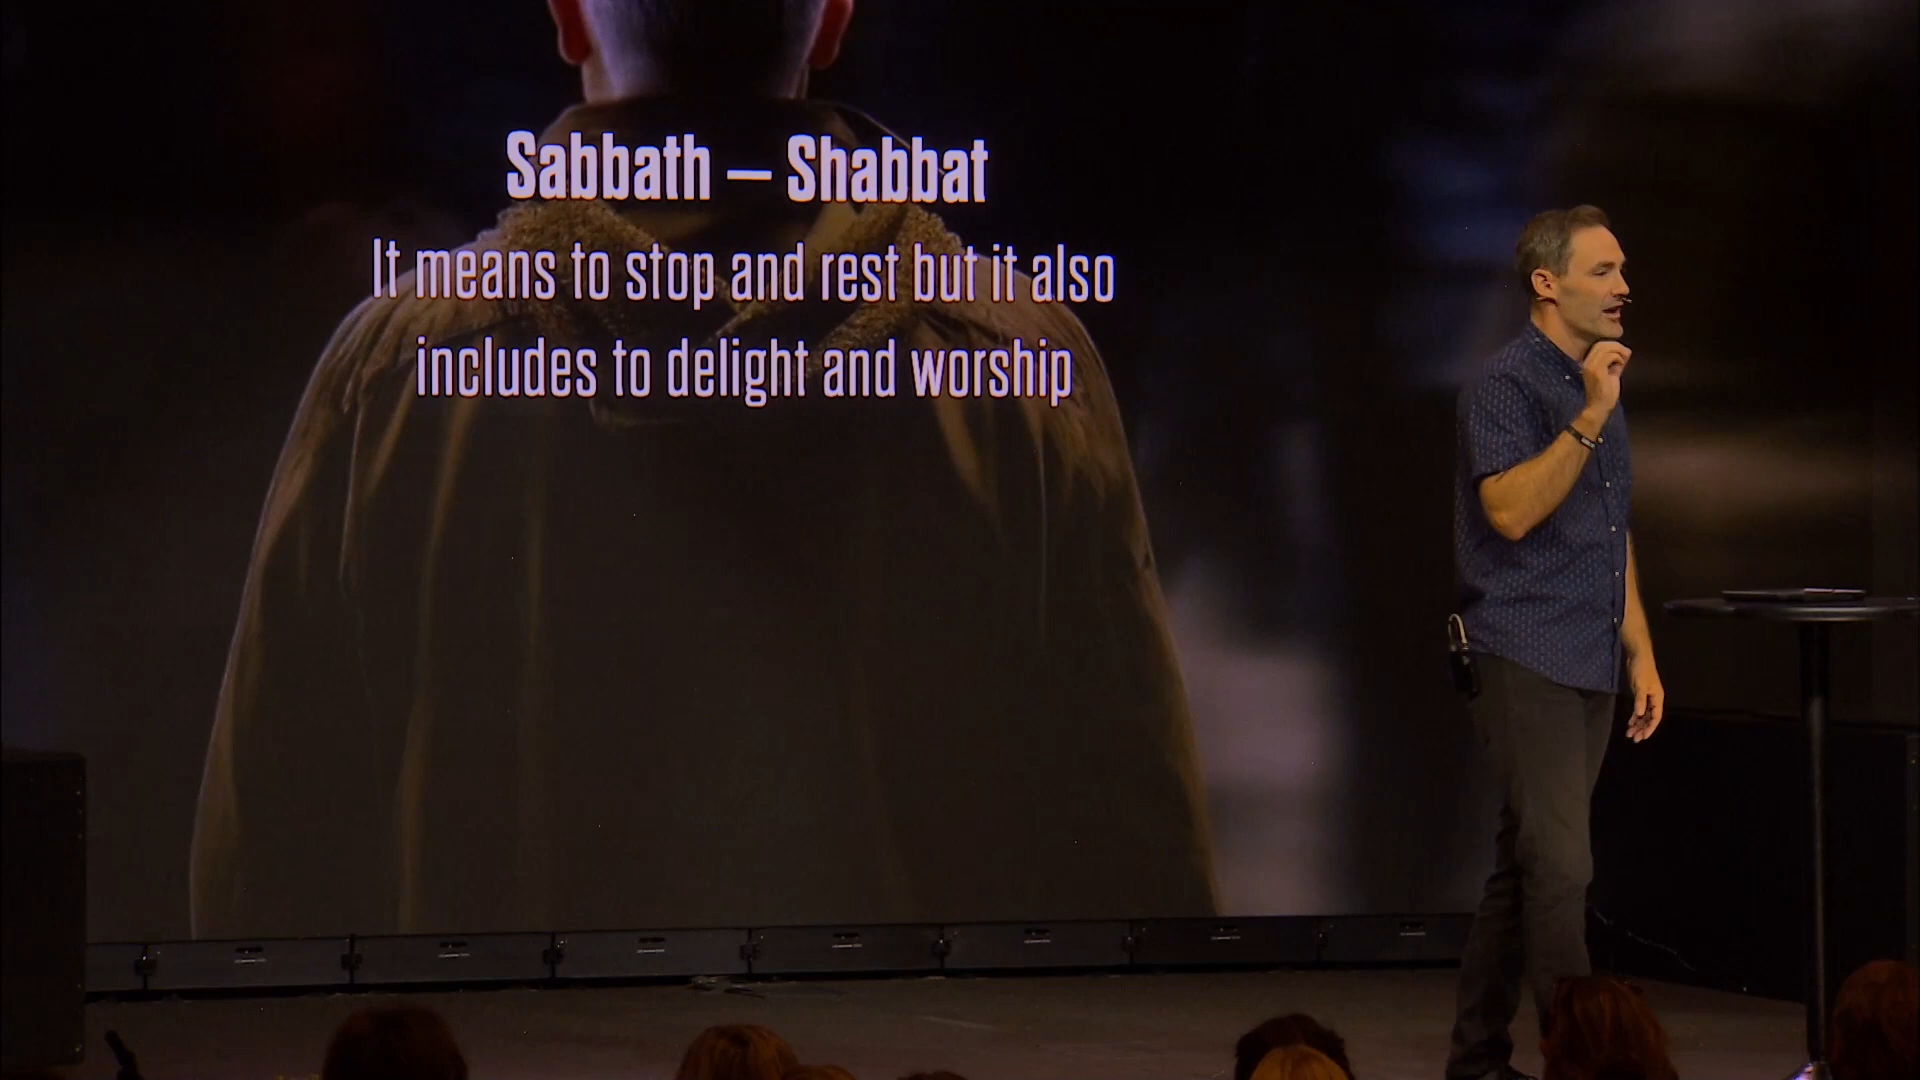 Sabbath – Shabbat
It means to stop and rest but it also
includes to delight and worship